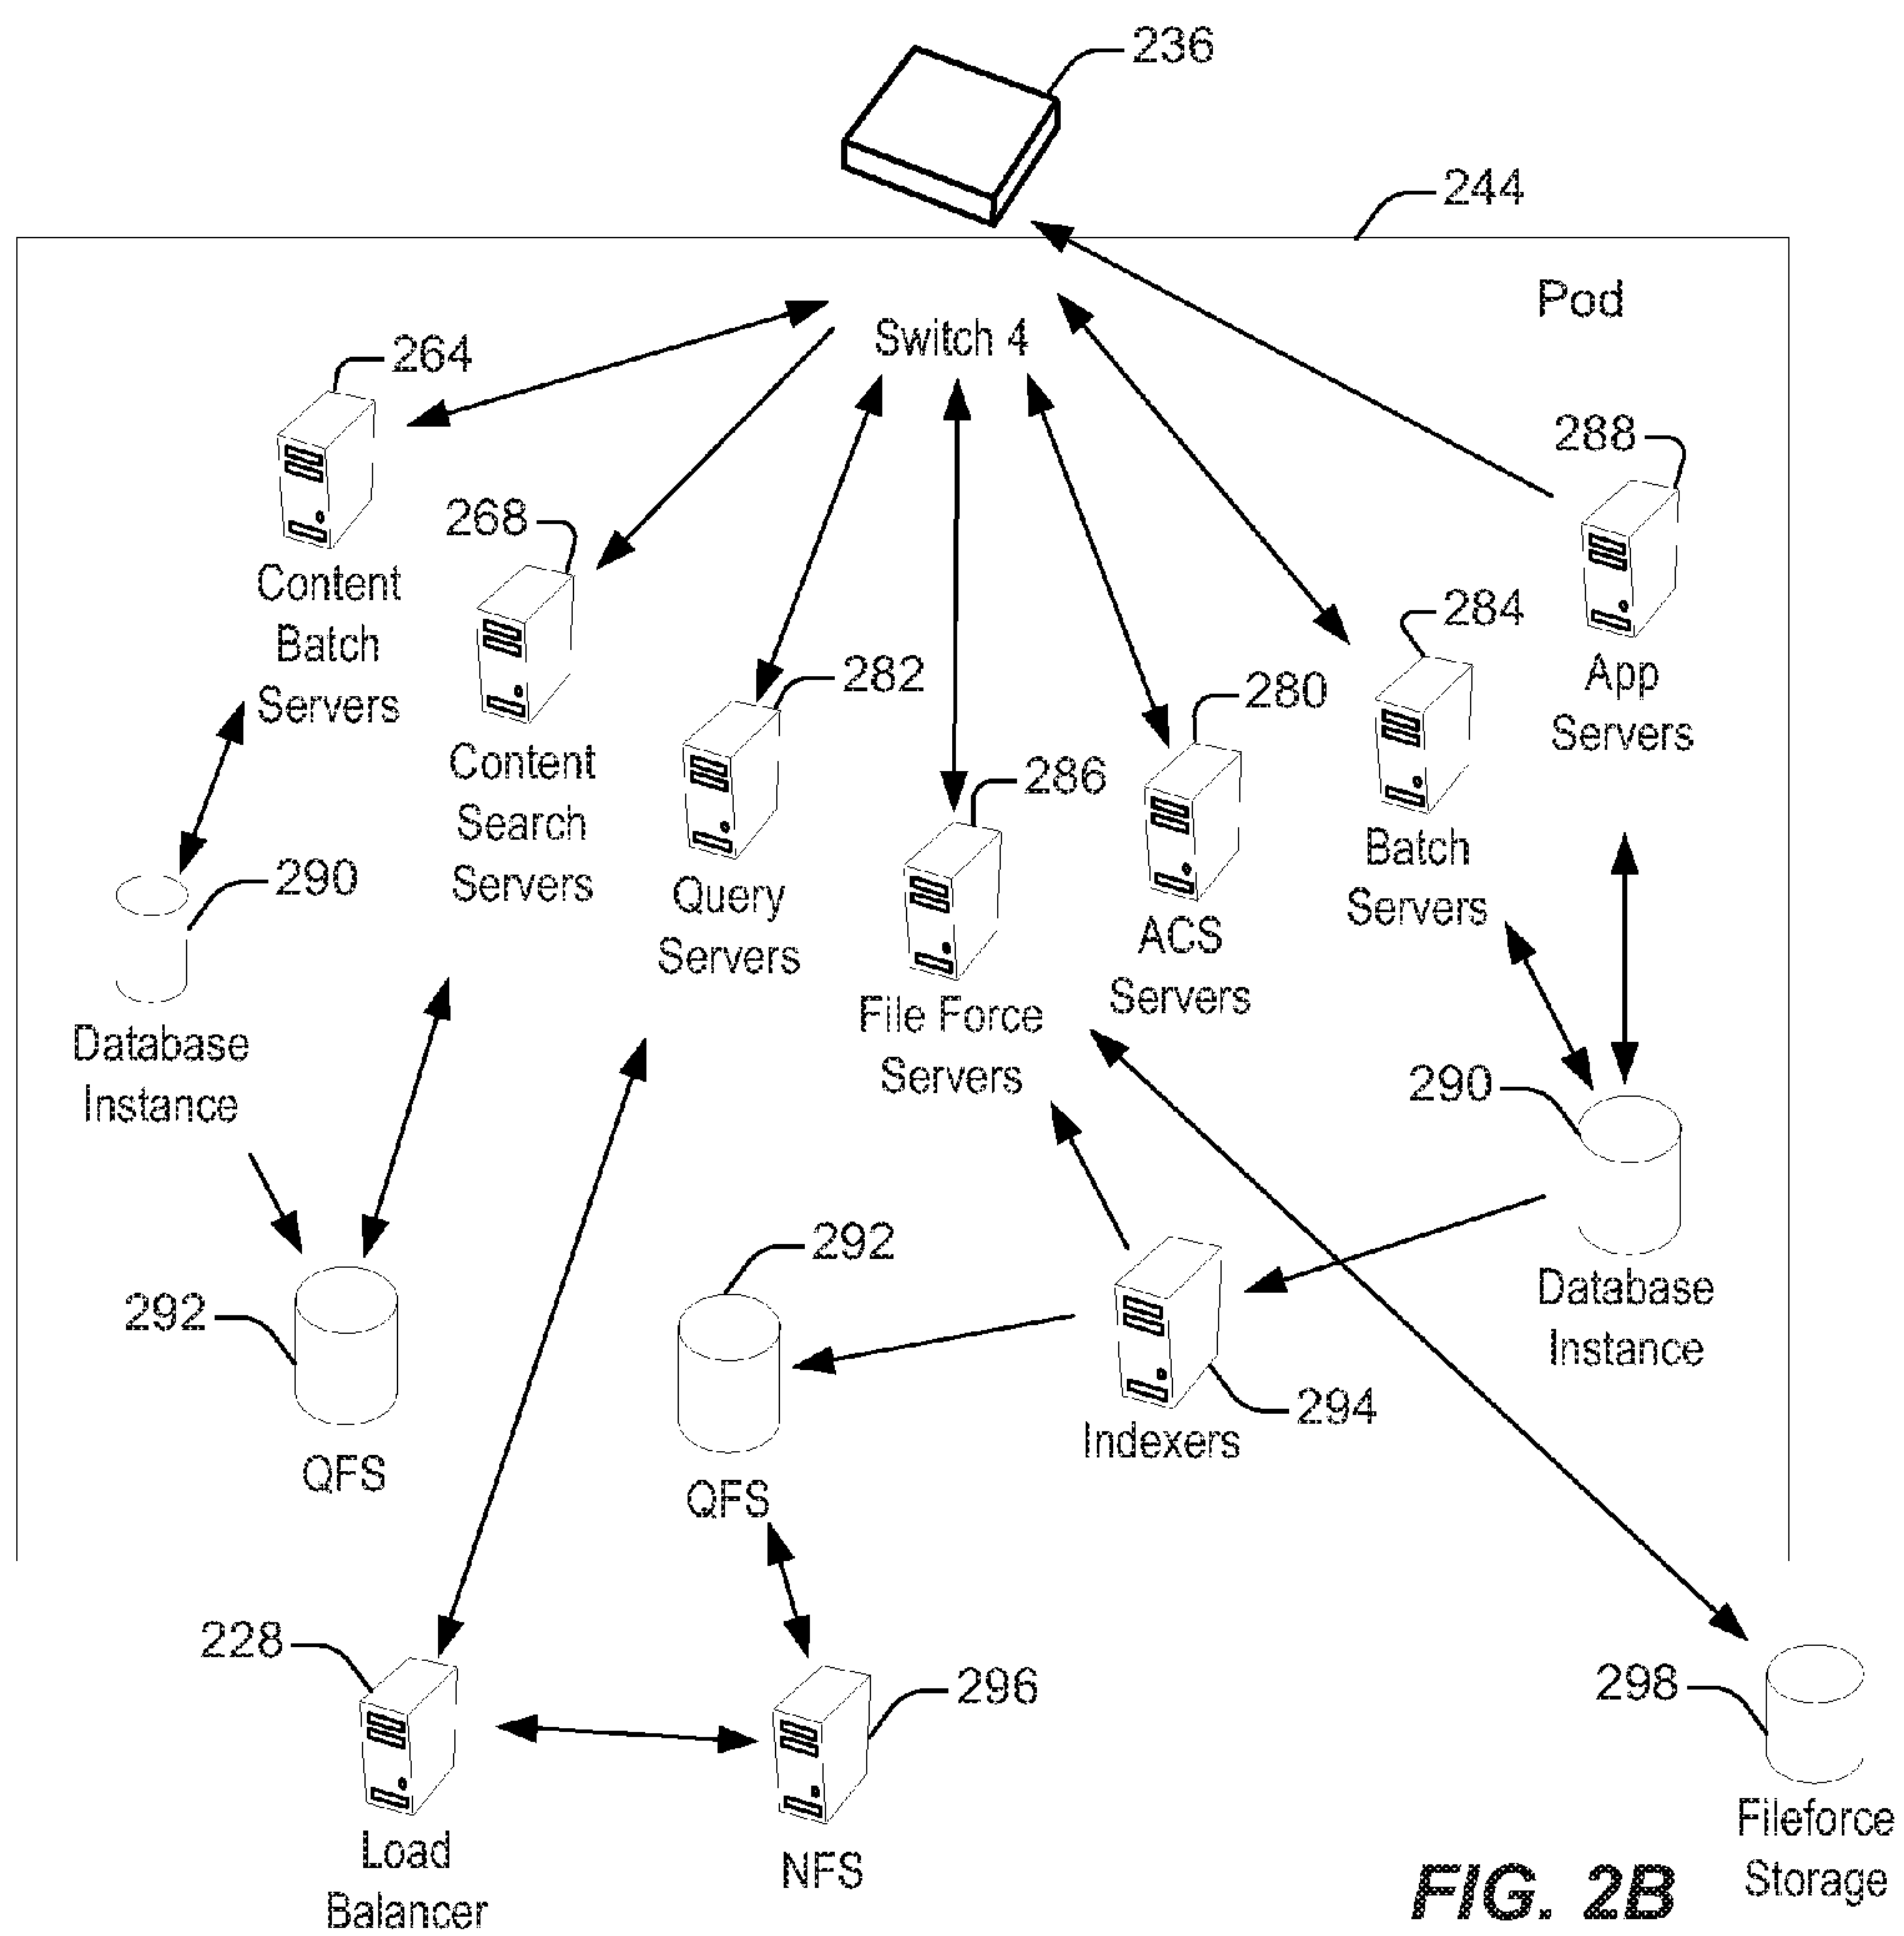 236
244
Pod
Switch 4
264
Content
Batch
Servers
268
Content
Search
Servers
282
Query
Servers
286
File Force
Servers
280
ACS
Servers
284
Batch
Servers
288
App
Servers
290
Database
Instance
290
Database
Instance
292
QFS
292
QFS
294
Indexers
228
Load
Balancer
296
NFS
298
Fileforce
Storage
FIG. 2B